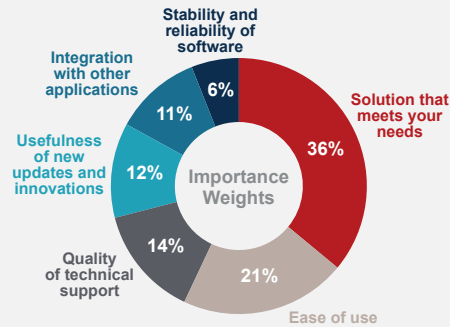 Stability and
reliability of
software
6%
Integration
with other
applications
11%
Solution that
meets your
needs
36%
Usefulness
of new
updates and
innovations
12%
Importance
Weights
Quality
of technical
support
14%
21%
Ease of use